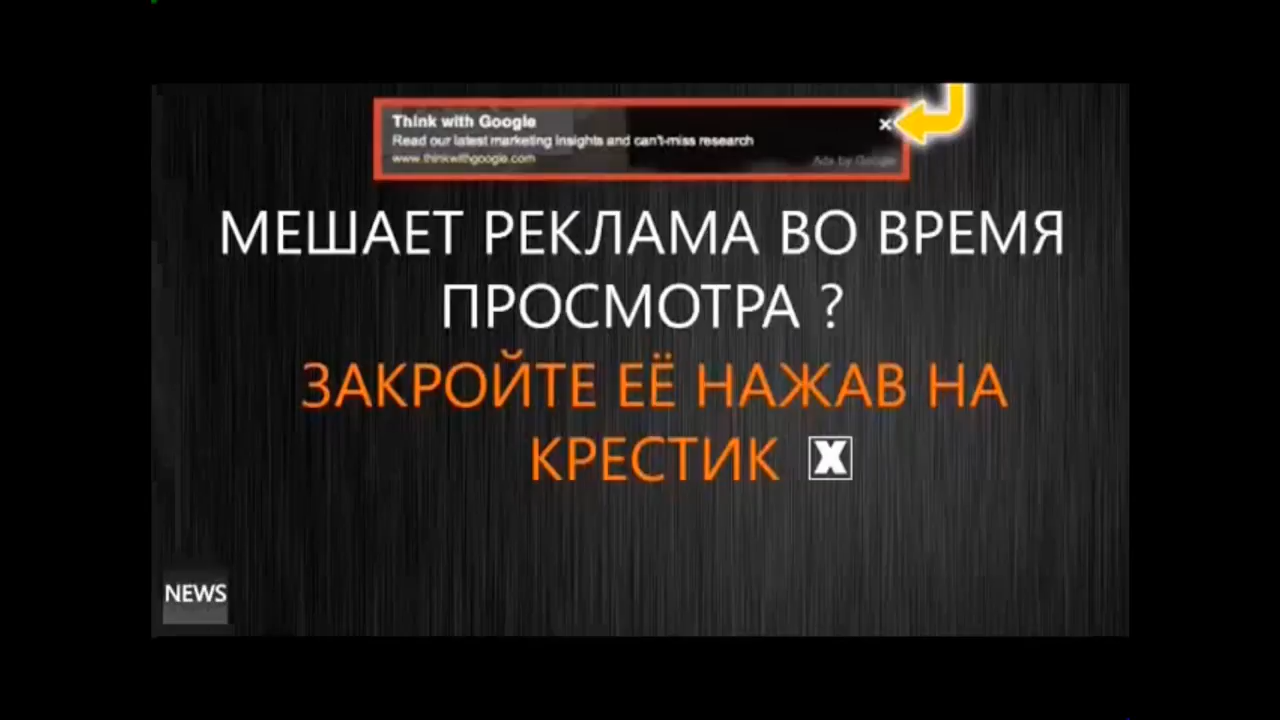 Think with Google
Read our latest marketing insights and can't-miss research
www.thinkwithgoogle.com
Ads by Google
МЕШАЕТ РЕКЛАМА ВО ВРЕМЯ
ПРОСМОТРА ?
ЗАКРОЙТЕ ЕЁ НАЖАВ НА
КРЕСТИК X
NEWS